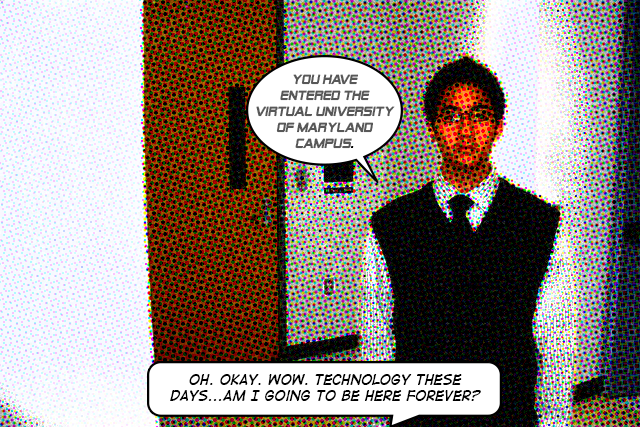 YOU HAVE
ENTERED THE
VIRTUAL UNIVERSITY
OF MARYLAND
CAMPUS.
OH. OKAY. WOW. TECHNOLOGY THESE
DAYS...AM I GOING TO BE HERE FOREVER?